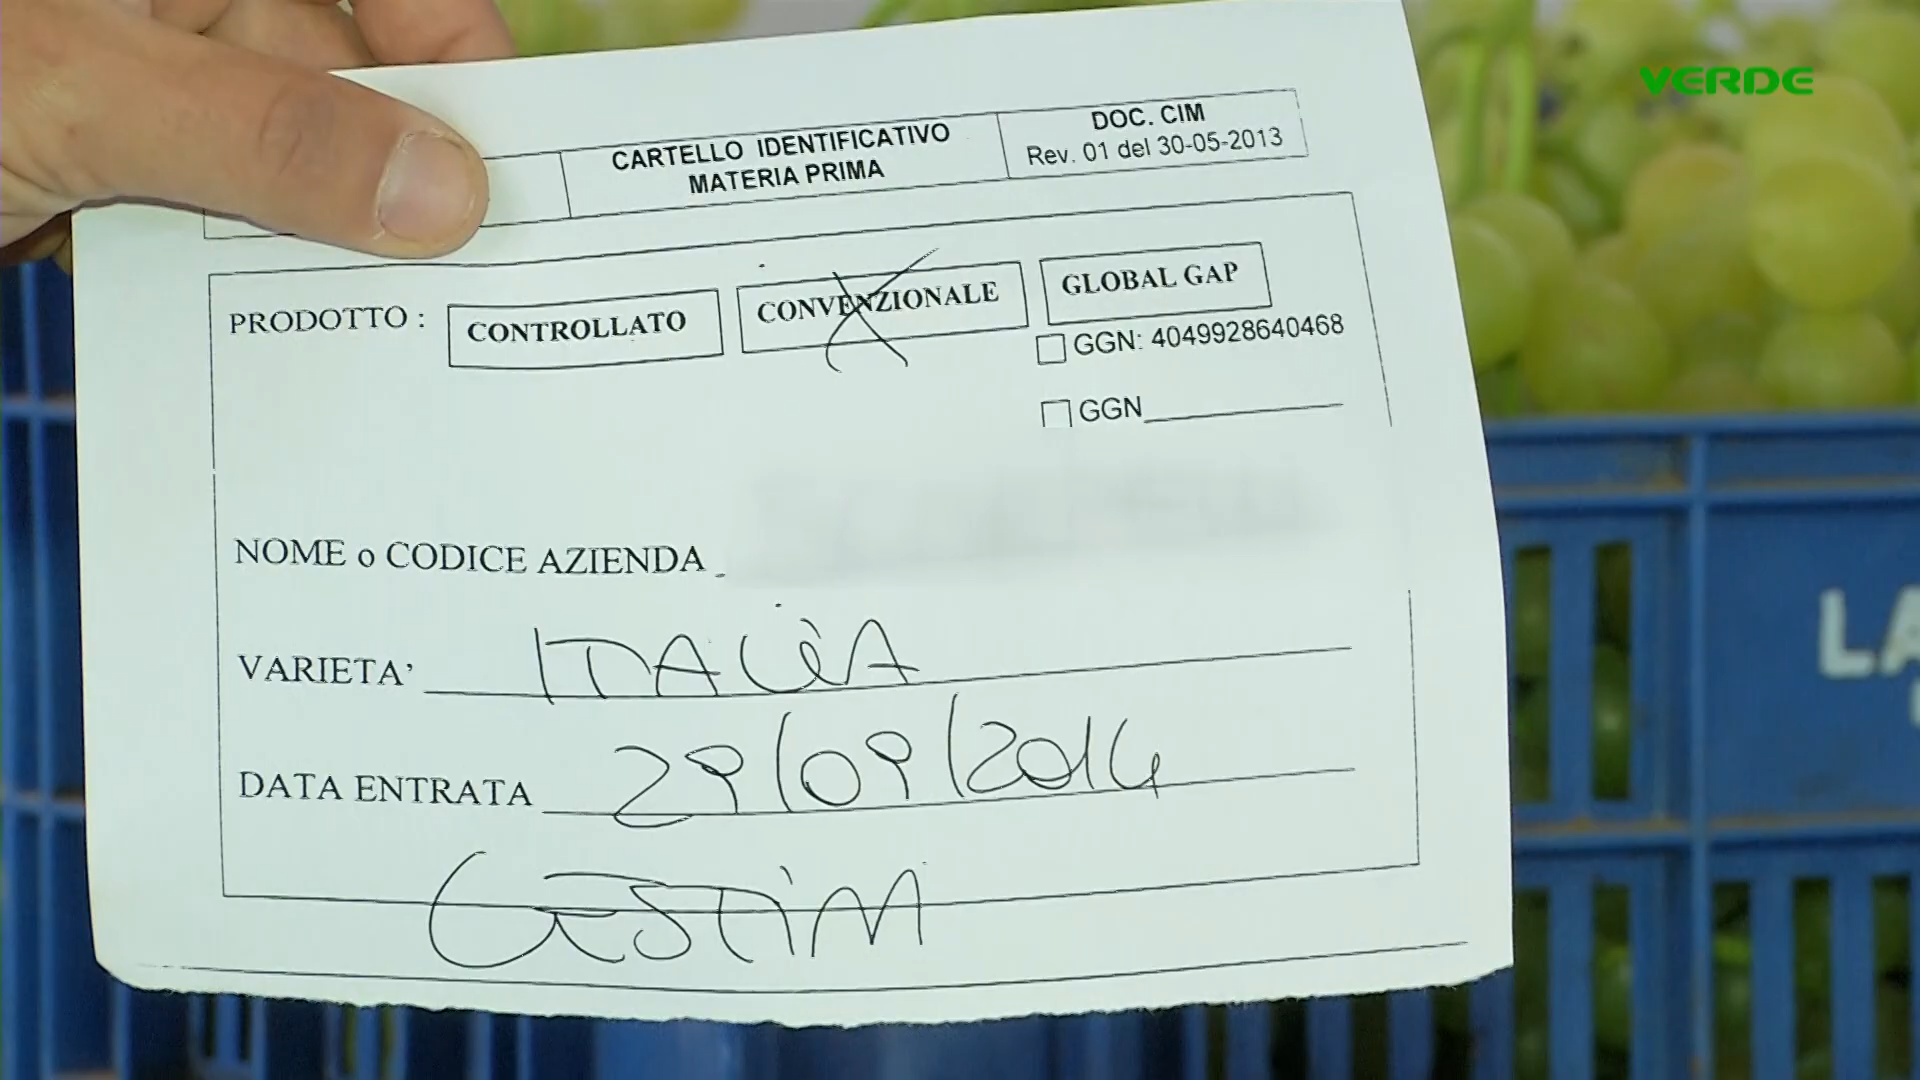 VERDE
CARTELLO IDENTIFICATIVO
MATERIA PRIMA
DOC. CIM
Rev. 01 del 30-05-2013
PRODOTTO : CONTROLLATO CONVENZIONALE GLOBAL GAP
GGN: 4049928640468
GGN
NOME o CODICE AZIENDA
VARIETA' ITALIA
DATA ENTRATA 29/09/2014
GESTIM
LA